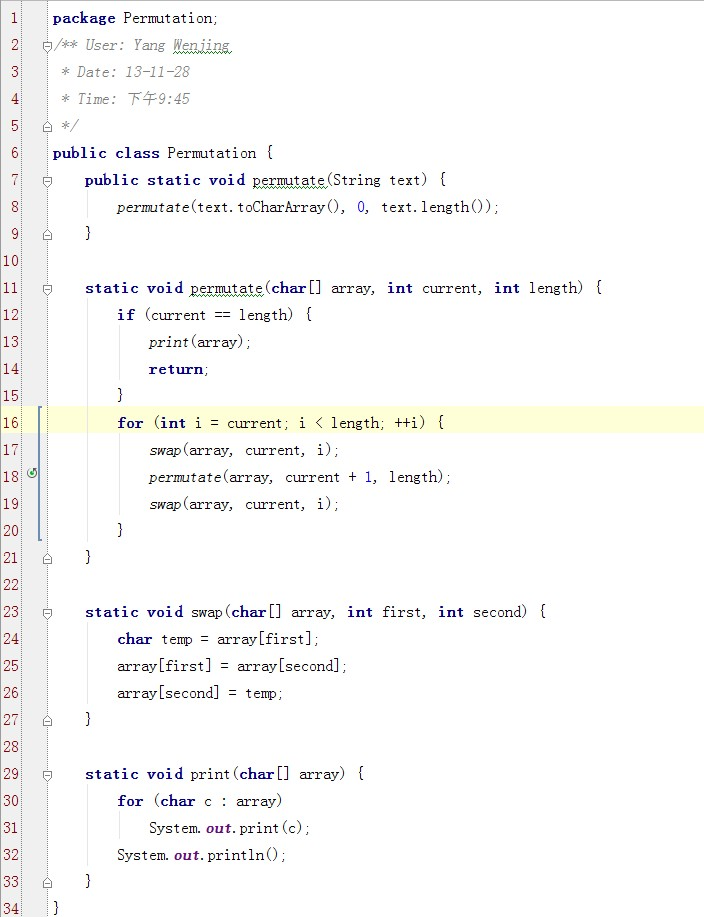 1 package Permutation;
2 /** User: Yang Wenjing
3 * Date: 13-11-28
4 * Time: 下午9:45
5 */
6 public class Permutation {
7 public static void permutate(String text) {
8 permutate(text.toCharArray(), 0, text.length());
9 }
10
11 static void permutate(char[] array, int current, int length) {
12 if (current == length) {
13 print(array);
14 return;
15 }
16 for (int i = current; i < length; ++i) {
17 swap(array, current, i);
18 permutate(array, current + 1, length);
19 swap(array, current, i);
20 }
21 }
22
23 static void swap(char[] array, int first, int second) {
24 char temp = array[first];
25 array[first] = array[second];
26 array[second] = temp;
27 }
28
29 static void print(char[] array) {
30 for (char c : array)
31 System.out.print(c);
32 System.out.println();
33 }
34 }